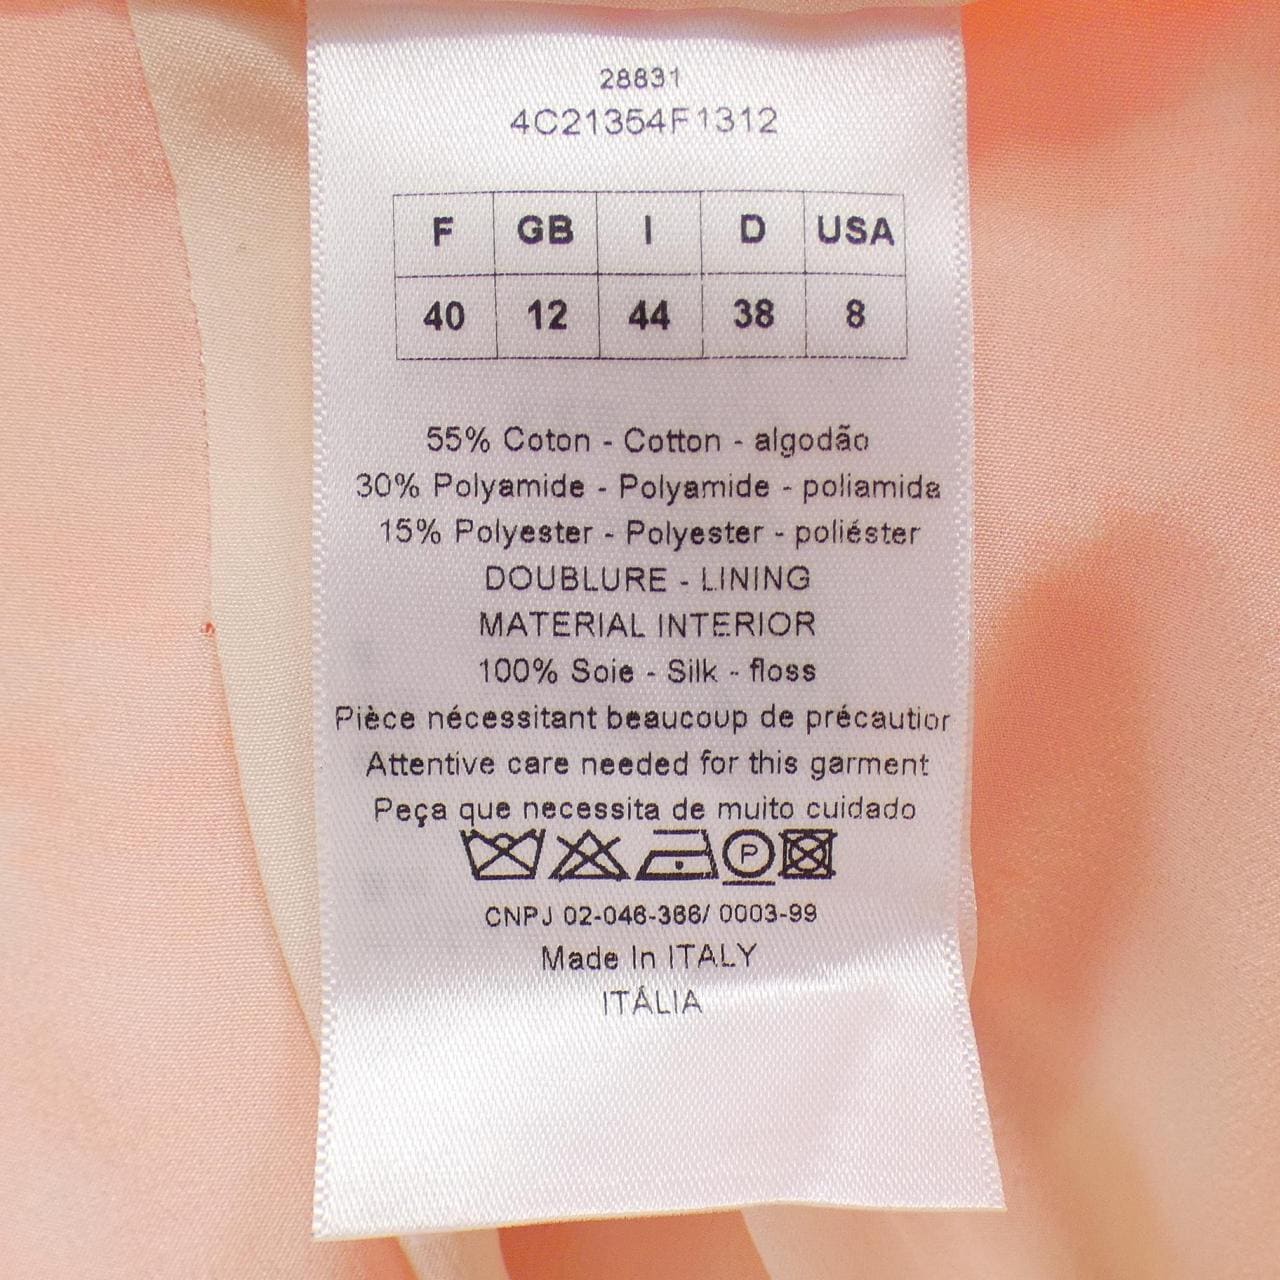 28831
4C21354F1312
F GB I D USA
40 12 44 38 8
55% Coton - Cotton - algodão
30% Polyamide - Polyamide - poliamida
15% Polyester - Polyester - poliéster
DOUBLURE - LINING
MATERIAL INTERIOR
100% Soie - Silk - floss
Pièce nécessitant beaucoup de précaution
Attentive care needed for this garment
Peça que necessita de muito cuidado
P
CNPJ 02-046-366/ 0003-99
Made In ITALY
ITÁLIA